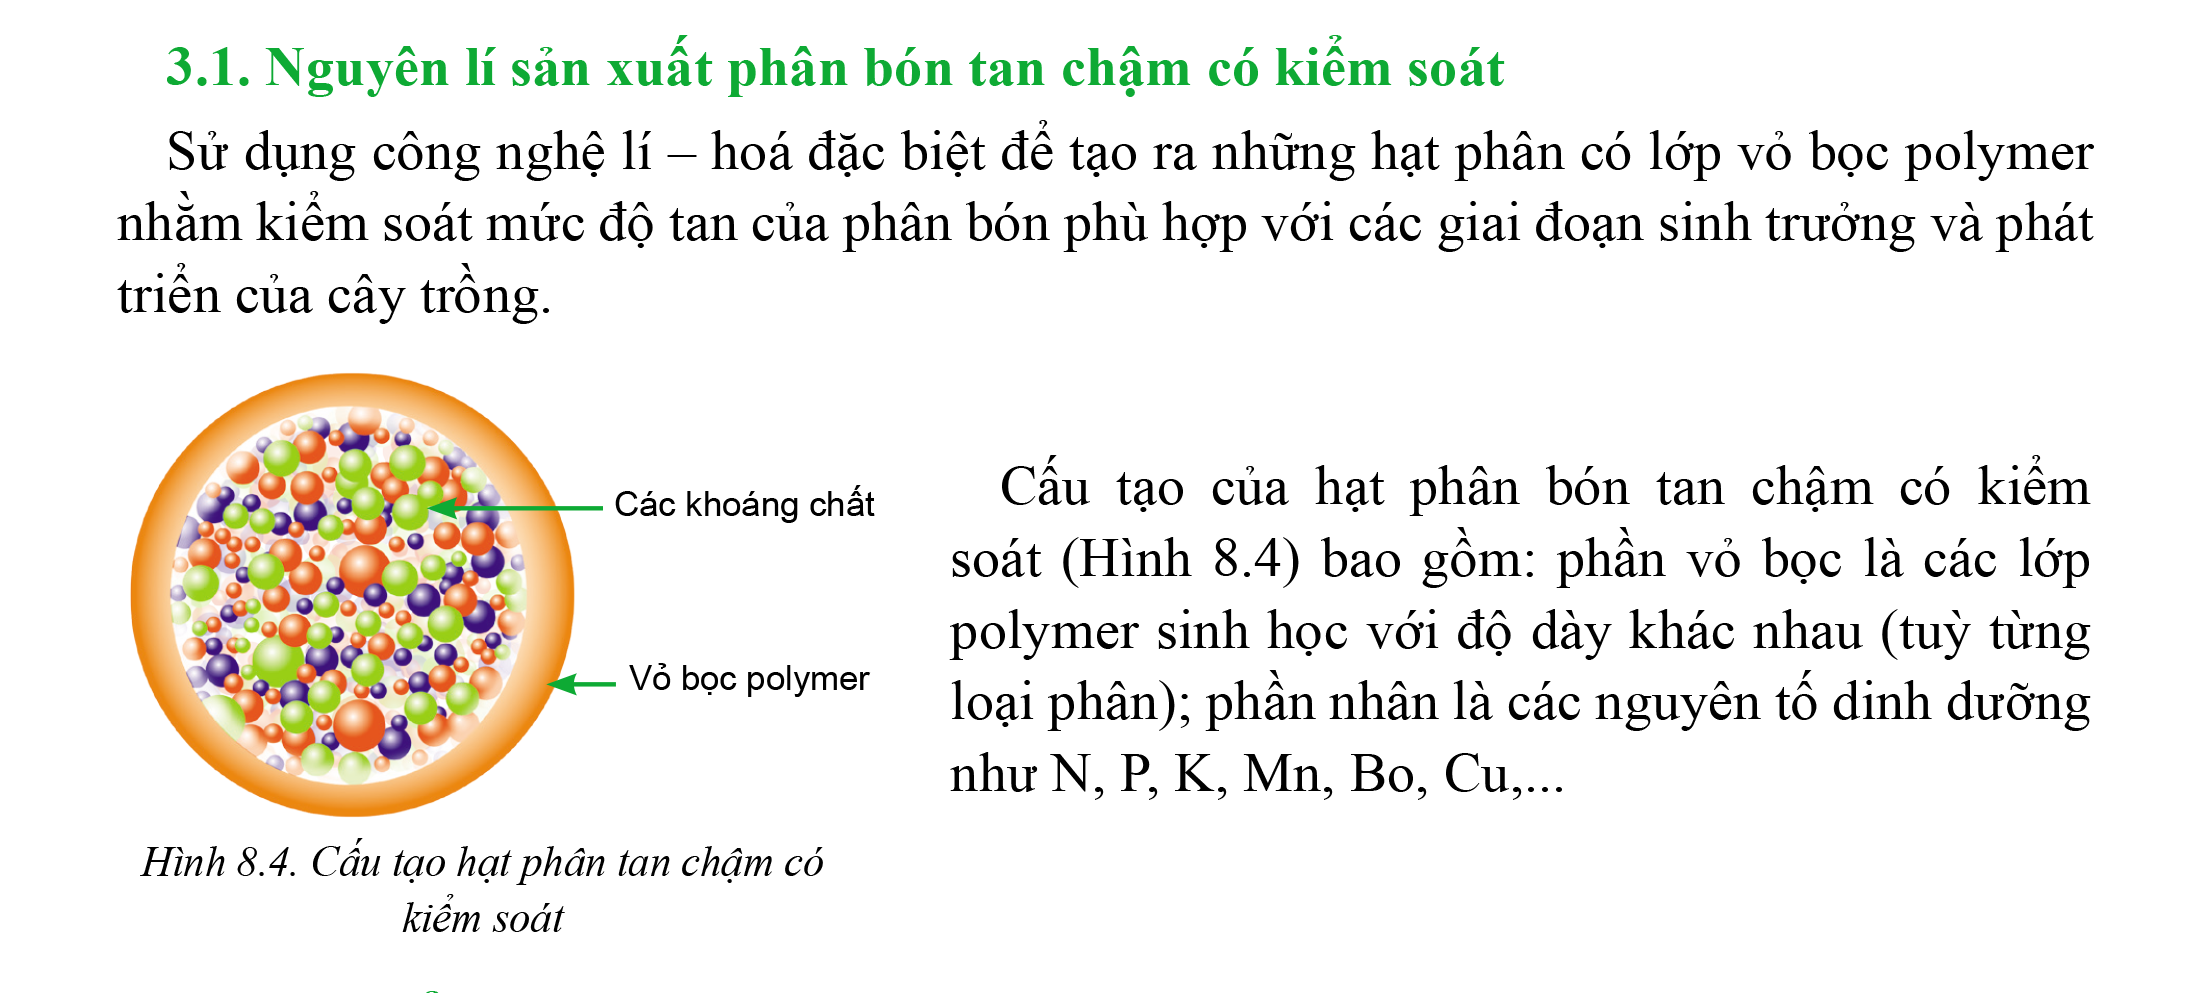 3.1. Nguyên lí sản xuất phân bón tan chậm có kiểm soát
Sử dụng công nghệ lí – hoá đặc biệt để tạo ra những hạt phân có lớp vỏ bọc polymer
nhằm kiểm soát mức độ tan của phân bón phù hợp với các giai đoạn sinh trưởng và phát
triển của cây trồng.
Các khoáng chất
Vỏ bọc polymer
Hình 8.4. Cấu tạo hạt phân tan chậm có
kiểm soát
Cấu tạo của hạt phân bón tan chậm có kiểm
soát (Hình 8.4) bao gồm: phần vỏ bọc là các lớp
polymer sinh học với độ dày khác nhau (tuỳ từng
loại phân); phần nhân là các nguyên tố dinh dưỡng
như N, P, K, Mn, Bo, Cu,...